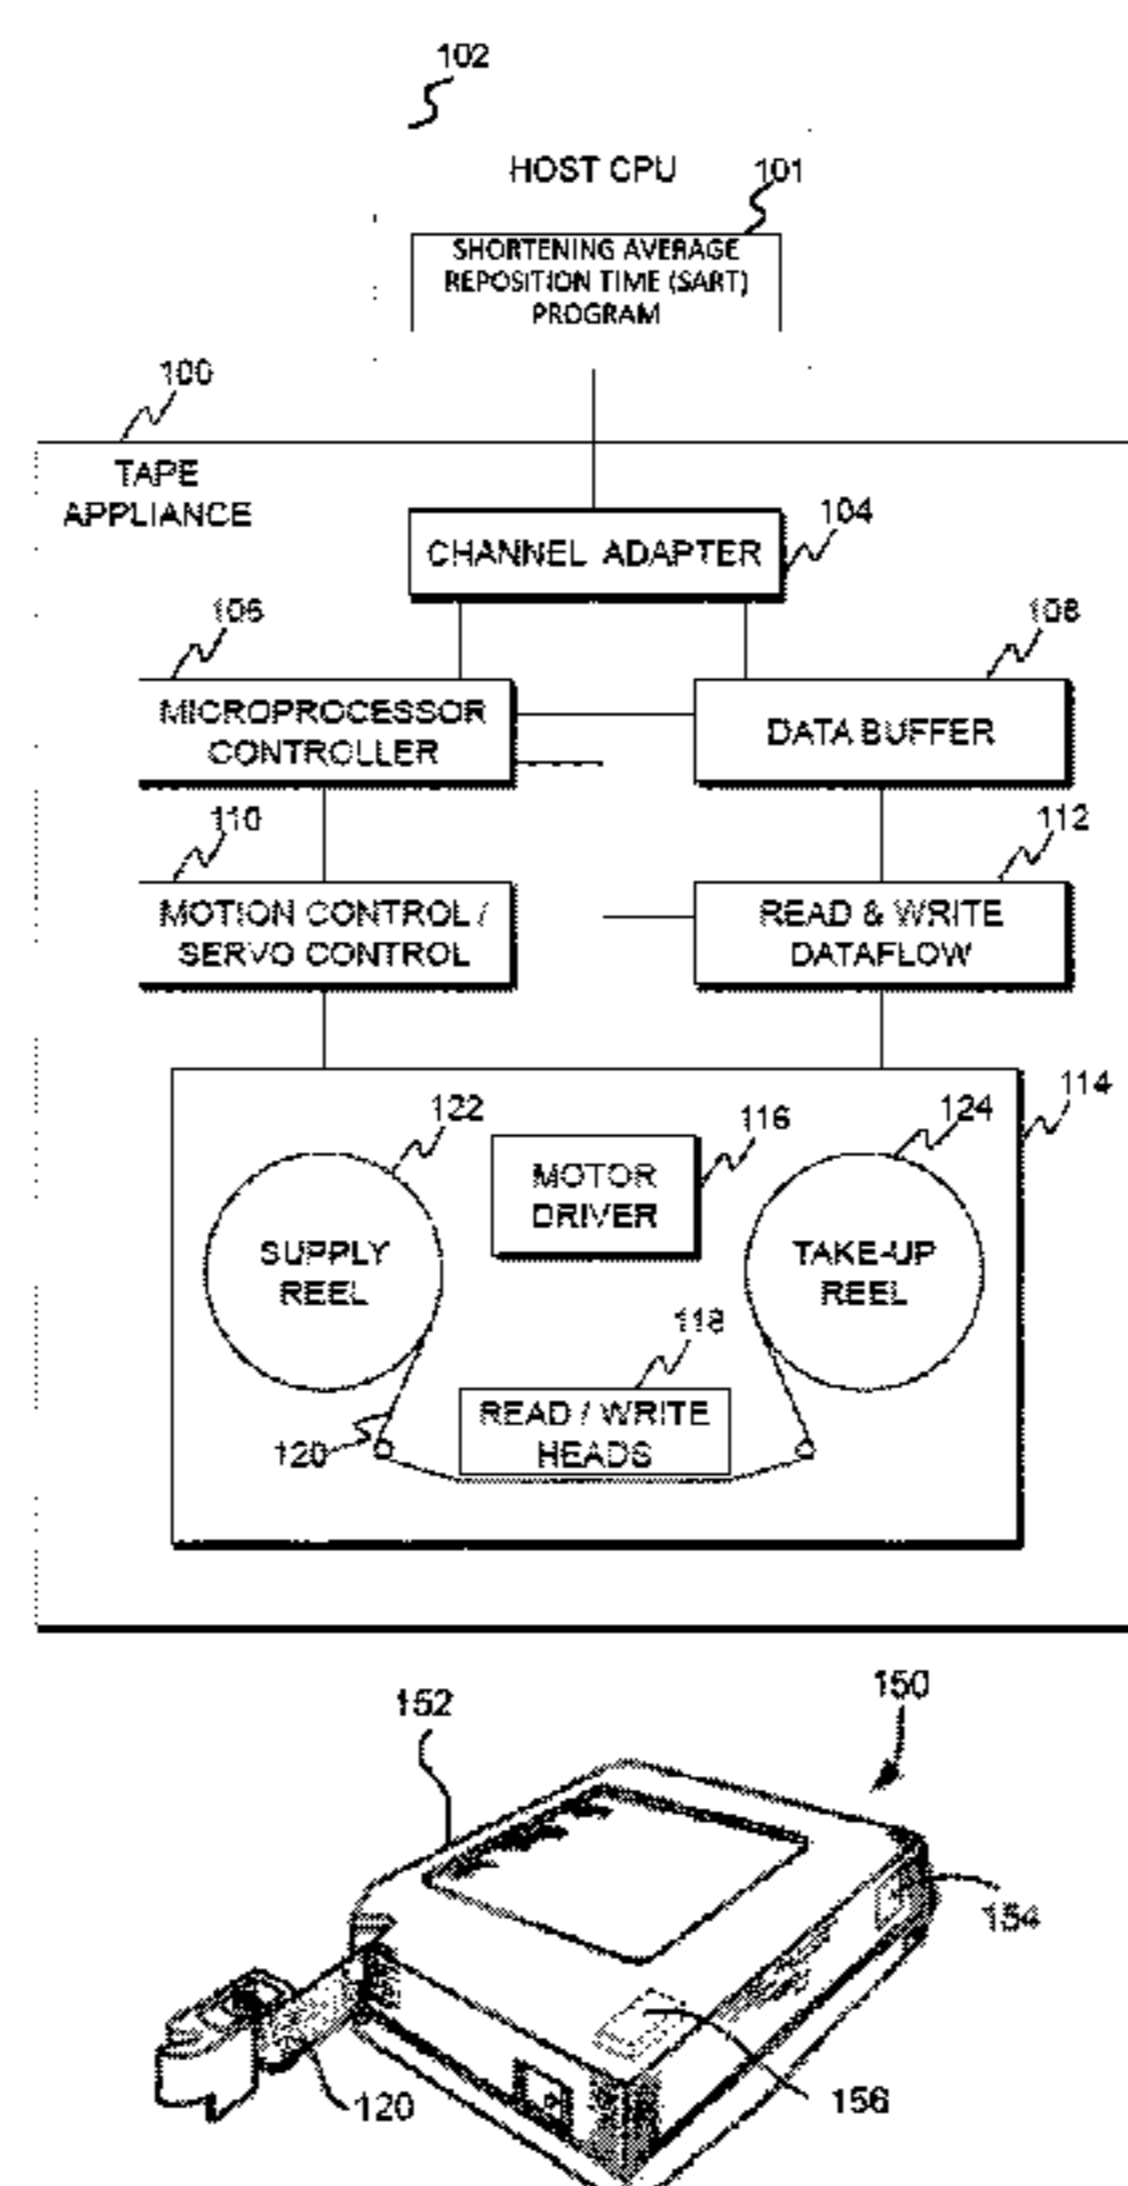 102
HOST CPU
101
SHORTENING AVERAGE
REPOSITION TIME (SART)
PROGRAM
100
TAPE
APPLIANCE
104
CHANNEL ADAPTER
106
108
MICROPROCESSOR
CONTROLLER
DATA BUFFER
110
112
MOTION CONTROL /
SERVO CONTROL
READ & WRITE
DATAFLOW
114
122
116
124
MOTOR
DRIVER
SUPPLY
REEL
TAKE-UP
REEL
118
READ / WRITE
HEADS
120
152
150
154
120
156